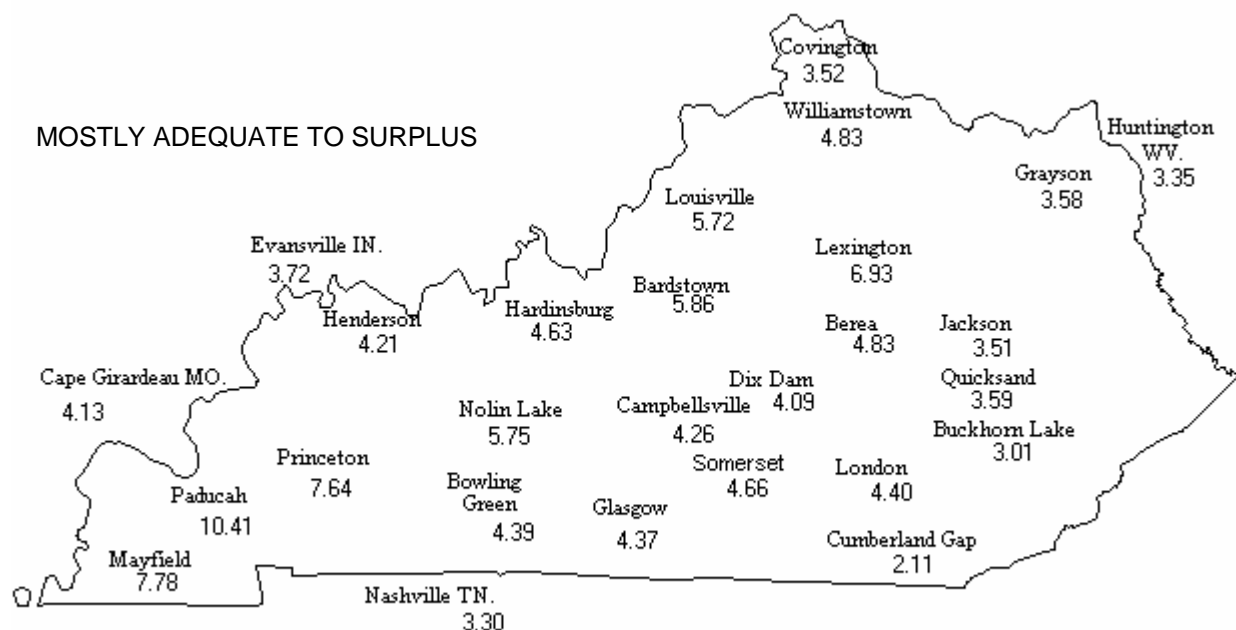 Covington
3.52
Williamstown
4.83
MOSTLY ADEQUATE TO SURPLUS
Huntington
WV.
3.35
Grayson
3.58
Louisville
5.72
Evansville IN.
3.72
Lexington
6.93
Bardstown
5.86
Hardinsburg
4.63
Henderson
4.21
Berea
4.83
Jackson
3.51
Cape Girardeau MO.
4.13
Dix Dam
4.09
Quicksand
3.59
Nolin Lake
5.75
Campbellsville
4.26
Buckhorn Lake
3.01
Princeton
7.64
Somerset
4.66
London
4.40
Paducah
10.41
Bowling
Green
4.39
Glasgow
4.37
Cumberland Gap
2.11
Mayfield
7.78
Nashville TN.
3.30